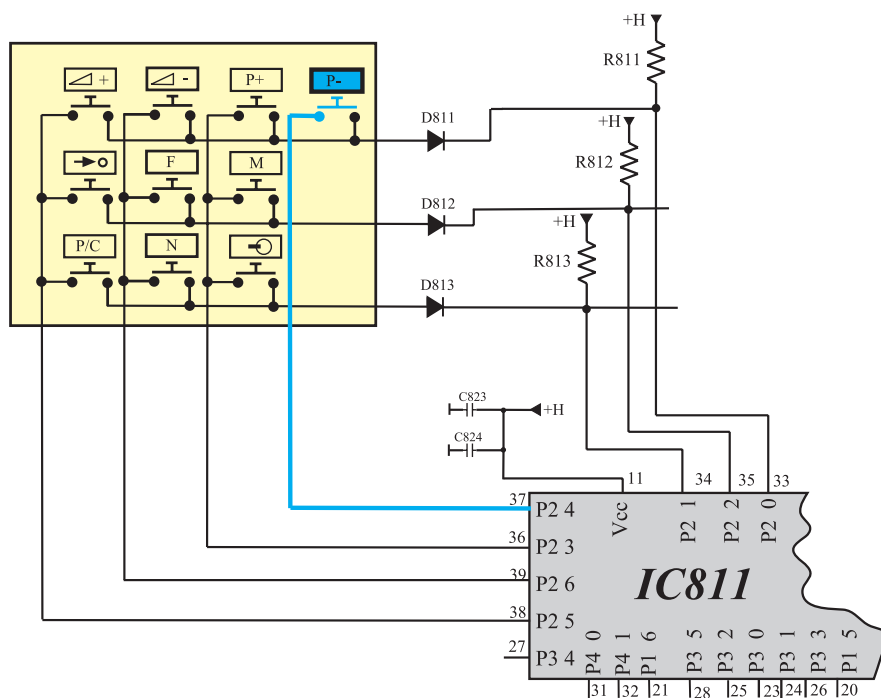 +H
R811
+
-
P+
P-
D811
+H
R812
F
M
D812
+H
P/C
N
R813
D813
C823
+H
C824
11
34
35
33
37
P2 4
Vcc
P2 1
P2 2
P2 0
36
P2 3
39
P2 6
IC811
38
P2 5
27
P3 4
P4 0
P4 1
P1 6
P3 5
P3 2
P3 0
P3 1
P3 3
P1 5
31
32
21
28
25
23
24
26
20